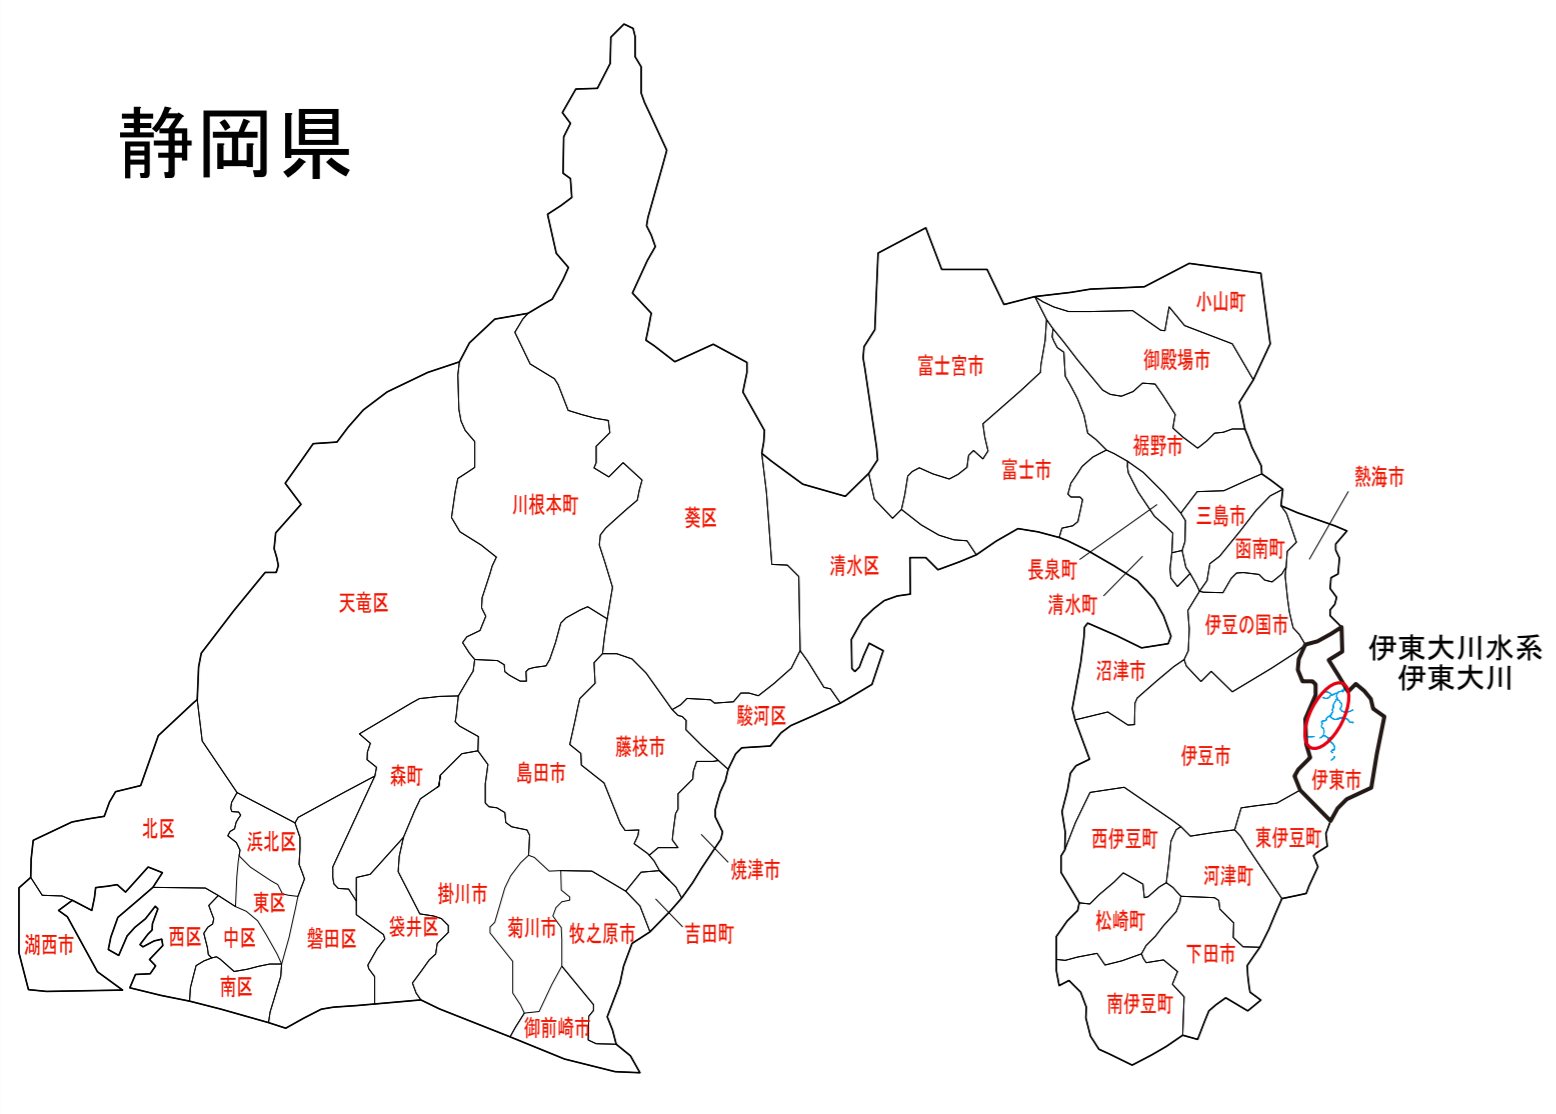 静岡県
小山町
御殿場市
富士宮市
裾野市
富士市
熱海市
川根本町
三島市
葵区
函南町
清水区
長泉町
天竜区
清水町
伊豆の国市
伊東大川水系
伊東大川
沼津市
駿河区
藤枝市
伊豆市
島田市
森町
伊東市
北区
浜北区
西伊豆町
東伊豆町
焼津市
河津町
掛川市
東区
松崎町
袋井区
菊川市
牧之原市
吉田町
西区
中区
磐田区
湖西市
下田市
南区
南伊豆町
御前崎市